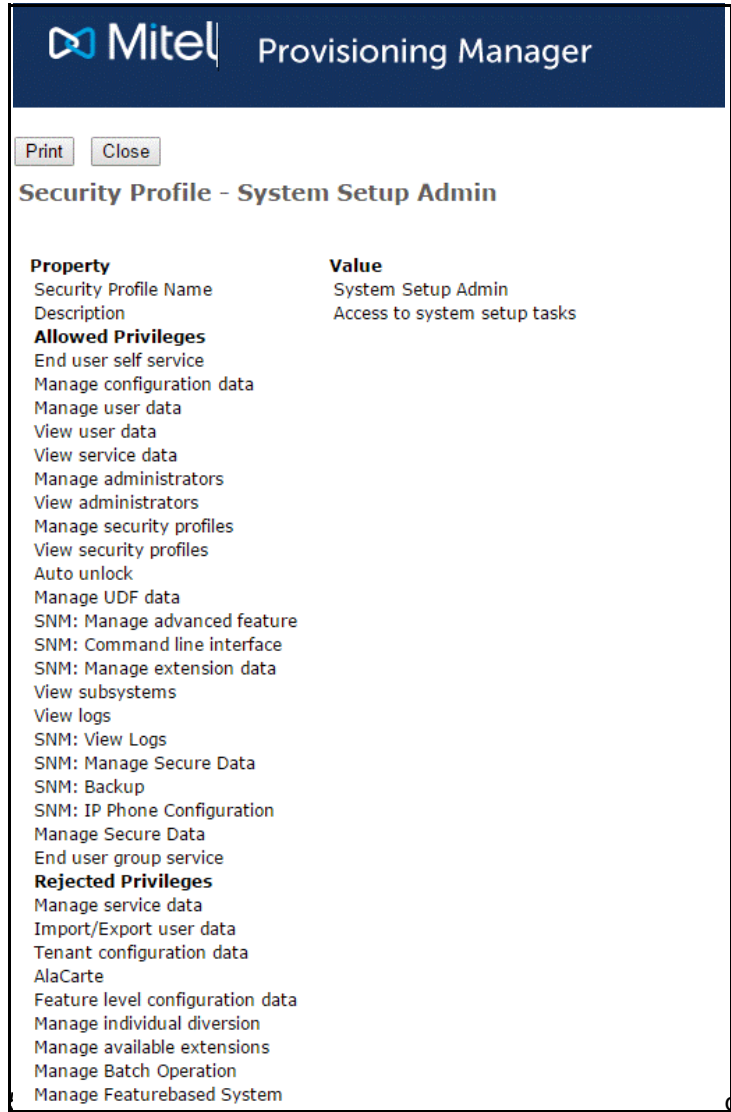 Mitel Provisioning Manager
Print Close
Security Profile - System Setup Admin
Property Value
Security Profile Name System Setup Admin
Description Access to system setup tasks
Allowed Privileges
End user self service
Manage configuration data
Manage user data
View user data
View service data
Manage administrators
View administrators
Manage security profiles
View security profiles
Auto unlock
Manage UDF data
SNM: Manage advanced feature
SNM: Command line interface
SNM: Manage extension data
View subsystems
View logs
SNM: View Logs
SNM: Manage Secure Data
SNM: Backup
SNM: IP Phone Configuration
Manage Secure Data
End user group service
Rejected Privileges
Manage service data
Import/Export user data
Tenant configuration data
AlaCarte
Feature level configuration data
Manage individual diversion
Manage available extensions
Manage Batch Operation
Manage Featurebased System